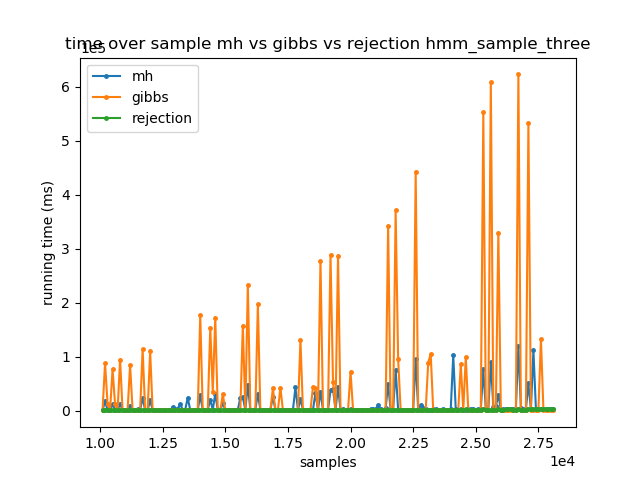 time over sample mh vs gibbs vs rejection hmm_sample_three
1e5
mh
gibbs
rejection
6
5
4
3
2
1
0
running time (ms)
1.00 1.25 1.50 1.75 2.00 2.25 2.50 2.75
samples
1e4